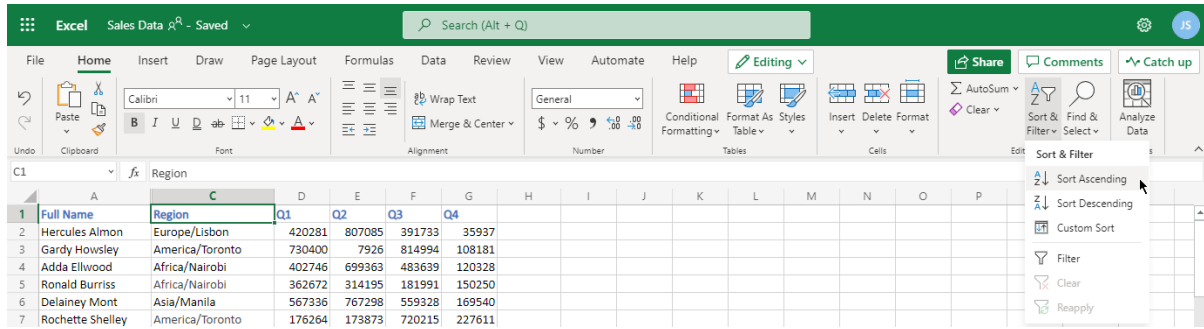 Excel Sales Data - Saved Search (Alt + Q) JS
File Home Insert Draw Page Layout Formulas Data Review View Automate Help Editing Share Comments Catch up
Paste Calibri 11 A^ A˅ Wrap Text General Conditional Formatting Format As Table Styles Insert Delete Format AutoSum Sort & Filter Find & Select Analyze Data
B I U D ab A Merge & Center $ % 9 Clear
Undo Clipboard Font Alignment Number Tables Cells
C1 fx Region
Sort & Filter
Sort Ascending
Sort Descending
Custom Sort
Filter
Clear
Reapply
A C D E F G H I J K L M N O P
1 Full Name Region Q1 Q2 Q3 Q4
2 Hercules Almon Europe/Lisbon 420281 807085 391733 35937
3 Gardy Howsley America/Toronto 730400 7926 814994 108181
4 Adda Ellwood Africa/Nairobi 402746 699363 483639 120328
5 Ronald Burriss Africa/Nairobi 362672 314195 181991 150250
6 Delainey Mont Asia/Manila 567336 767298 559328 169540
7 Rochette Shelley America/Toronto 176264 173873 720215 227611